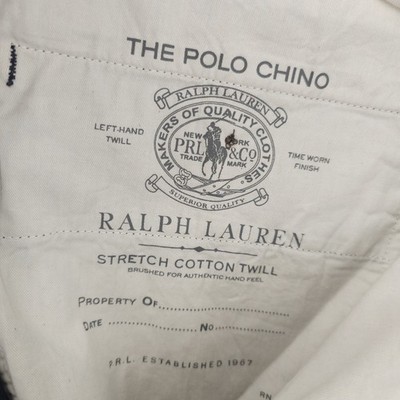 THE POLO CHINO
RALPH LAUREN
MAKERS OF QUALITY CLOTHES
LEFT-HAND
TWILL
NEW YORK
PRL & Co
TRADE MARK
TIME WORN
FINISH
SUPERIOR QUALITY
RALPH LAUREN
STRETCH COTTON TWILL
BRUSHED FOR AUTHENTIC HAND FEEL
PROPERTY OF
DATE No
P.R.L. ESTABLISHED 1967
RN